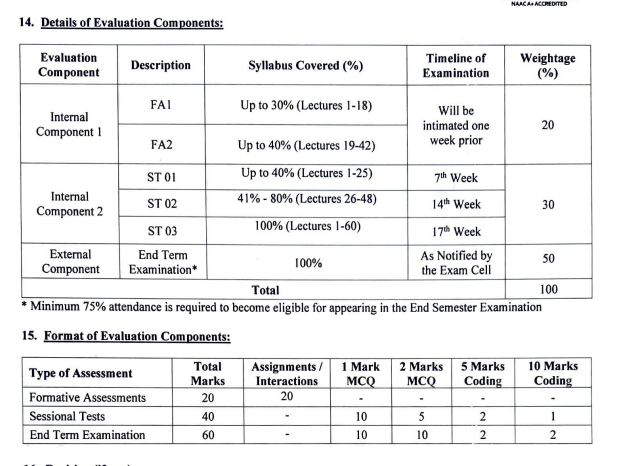 NAAC A+ ACCREDITED
14. Details of Evaluation Components:
Evaluation Component | Description | Syllabus Covered (%) | Timeline of Examination | Weightage (%)
Internal Component 1 | FA1 | Up to 30% (Lectures 1-18) | Will be intimated one week prior | 20
FA2 | Up to 40% (Lectures 19-42)
Internal Component 2 | ST 01 | Up to 40% (Lectures 1-25) | 7th Week | 30
ST 02 | 41% - 80% (Lectures 26-48) | 14th Week
ST 03 | 100% (Lectures 1-60) | 17th Week
External Component | End Term Examination* | 100% | As Notified by the Exam Cell | 50
Total | 100
* Minimum 75% attendance is required to become eligible for appearing in the End Semester Examination
15. Format of Evaluation Components:
Type of Assessment | Total Marks | Assignments / Interactions | 1 Mark MCQ | 2 Marks MCQ | 5 Marks Coding | 10 Marks Coding
Formative Assessments | 20 | 20 | - | - | - | -
Sessional Tests | 40 | - | 10 | 5 | 2 | 1
End Term Examination | 60 | - | 10 | 10 | 2 | 2